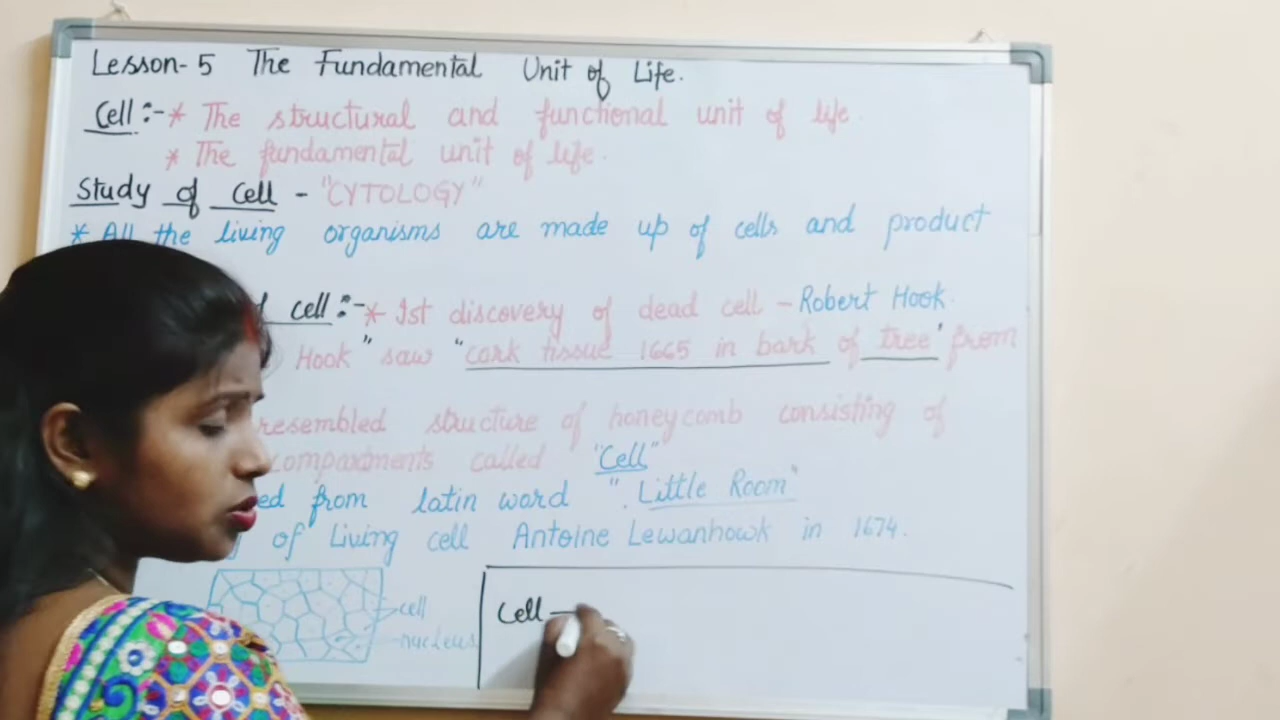 Lesson- 5 The Fundamental Unit of Life.
Cell :- * The structural and functional unit of life
* The fundamental unit of life.
Study of cell - "CYTOLOGY"
* All the living organisms are made up of cells and product
cell :- * 1st discovery of dead cell - Robert Hook.
Hook" saw "cork tissue 1665 in bark of tree' from
resembled structure of honeycomb consisting of
compartments called "Cell"
from latin word "Little Room"
of Living cell Antoine Lewanhowk in 1674.
cell
nucleus
Cell -